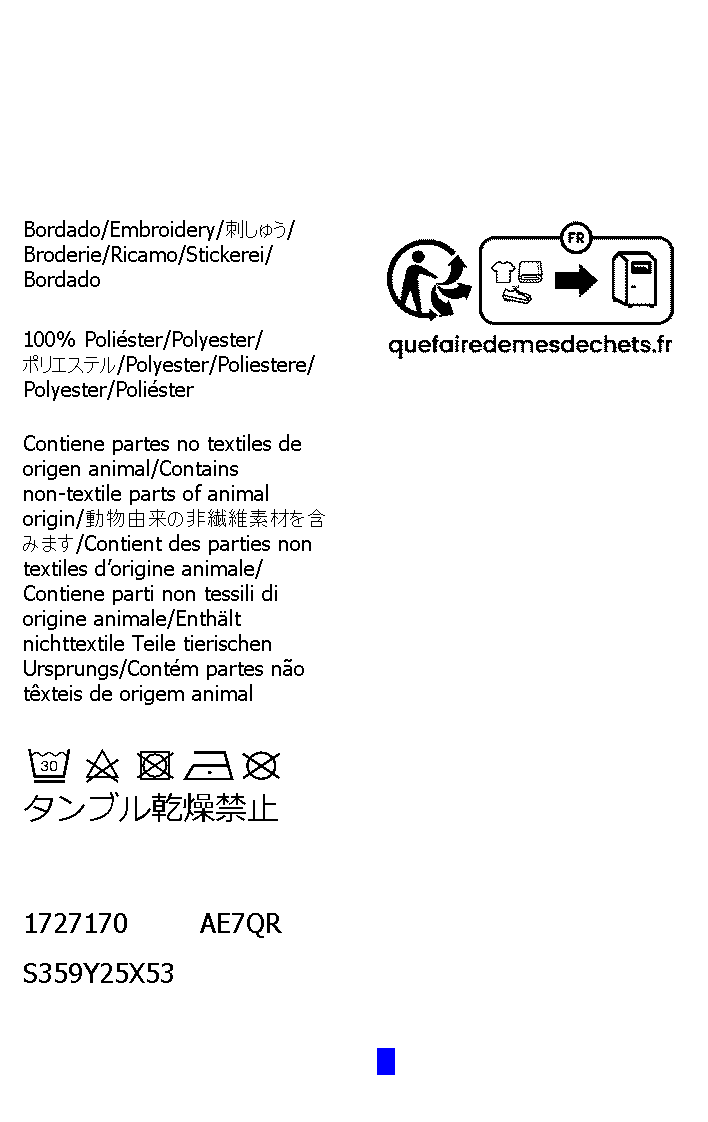 Bordado/Embroidery/刺しゅう/
Broderie/Ricamo/Stickerei/
Bordado
100% Poliéster/Polyester/
ポリエステル/Polyester/Poliestere/
Polyester/Poliéster
Contiene partes no textiles de
origen animal/Contains
non-textile parts of animal
origin/動物由来の非繊維素材を含
みます/Contient des parties non
textiles d’origine animale/
Contiene parti non tessili di
origine animale/Enthält
nichttextile Teile tierischen
Ursprungs/Contém partes não
têxteis de origem animal
30
タンブル乾燥禁止
1727170 AE7QR
S359Y25X53
FR
quefairedemesdechets.fr